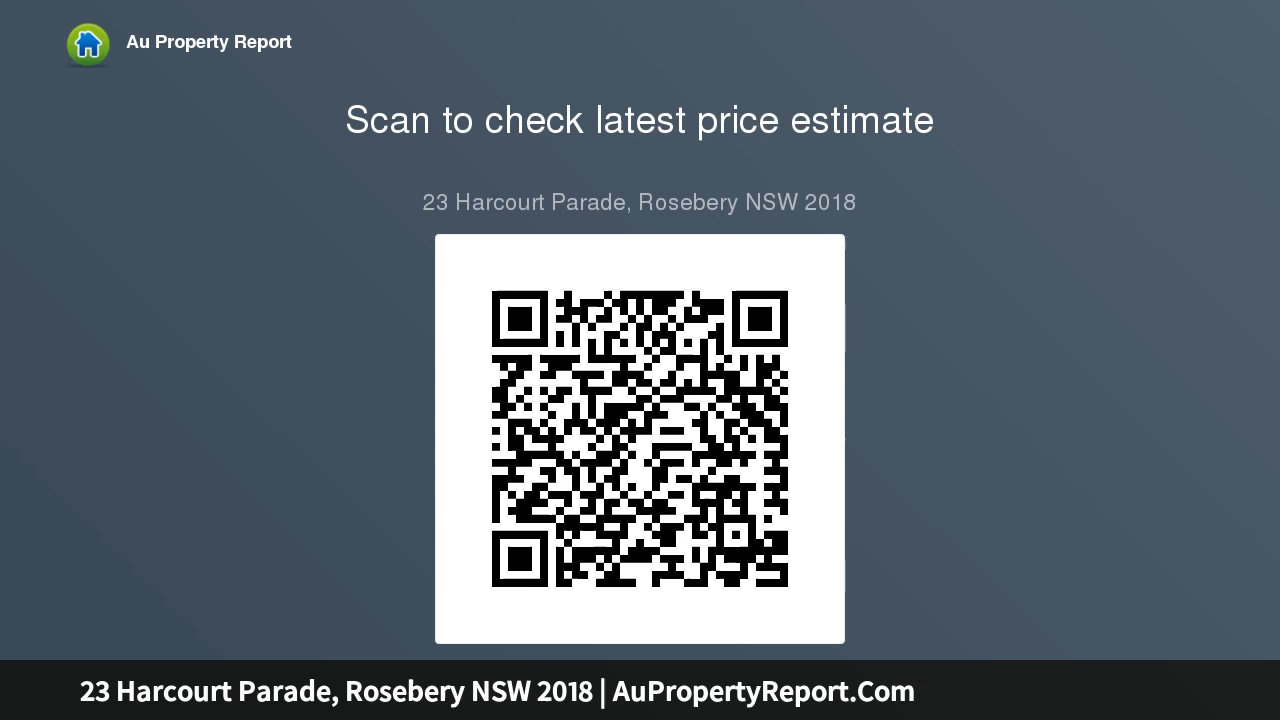 Au Property Report
Scan to check latest price estimate
23 Harcourt Parade, Rosebery NSW 2018
23 Harcourt Parade, Rosebery NSW 2018 | AuPropertyReport.Com